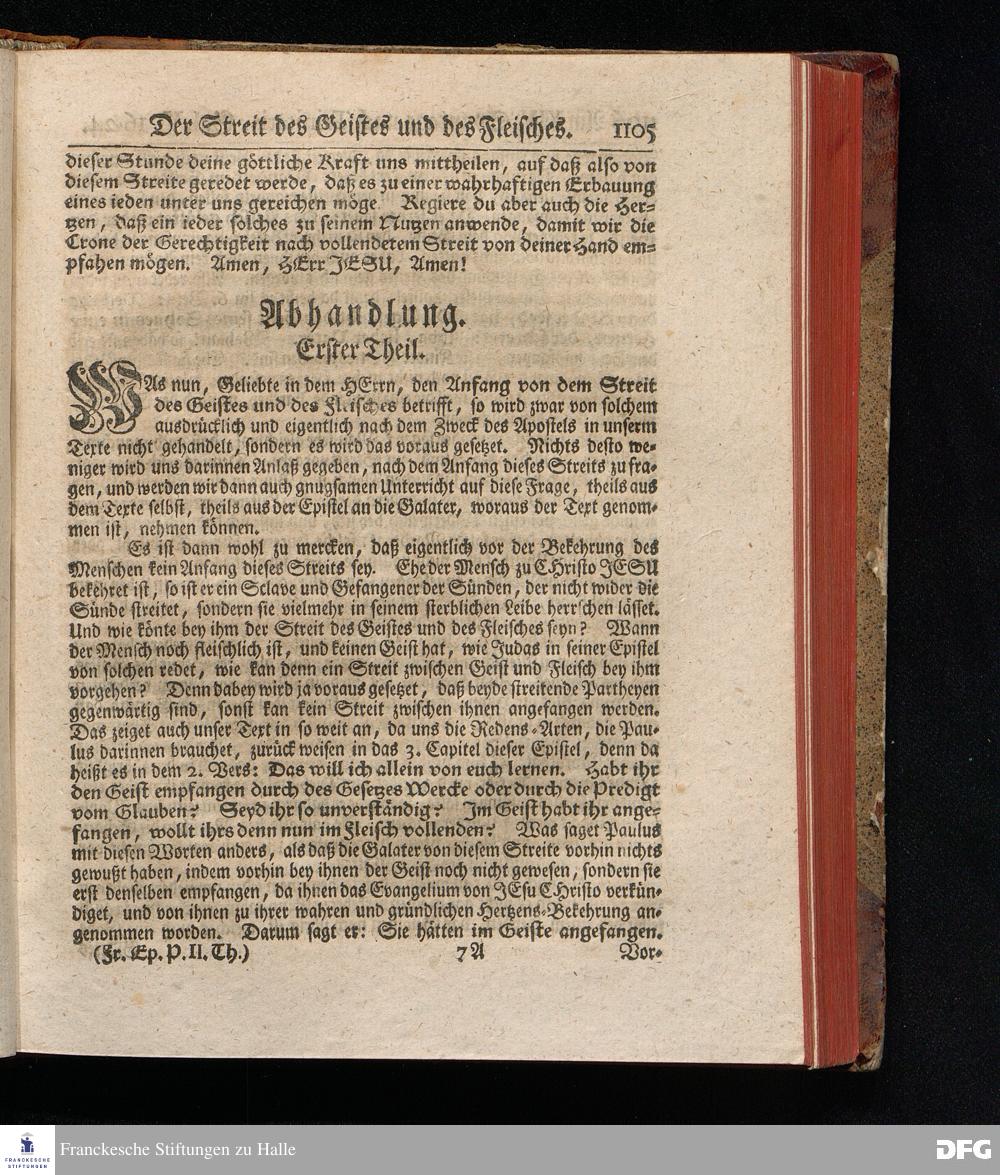 Der Streit des Geistes und des Fleisches. 1105
dieser Stunde deine göttliche Kraft uns mittheilen, auf daß also von
diesem Streite geredet werde, daß es zu einer wahrhaftigen Erbauung
eines ieden unter uns gereichen möge. Regiere du aber auch die Her=
tzen, daß ein ieder solches zu seinem Nutzen anwende, damit wir die
Crone der Gerechtigkeit nach vollendetem Streit von deiner Hand em=
pfahen mögen. Amen, HErr JESU, Amen!
Abhandlung.
Erster Theil.
WAs nun, Geliebte in dem HErrn, den Anfang von dem Streit
des Geistes und des Fleisches betrifft, so wird zwar von solchem
ausdrücklich und eigentlich nach dem Zweck des Apostels in unserm
Texte nicht gehandelt, sondern es wird das voraus gesetzet. Nichts desto we=
niger wird uns darinnen Anlaß gegeben, nach dem Anfang dieses Streits zu fra=
gen, und werden wir dann auch gnugsamen Unterricht auf diese Frage, theils aus
dem Texte selbst, theils aus der Epistel an die Galater, woraus der Text genom=
men ist, nehmen können.
Es ist dann wohl zu mercken, daß eigentlich vor der Bekehrung des
Menschen kein Anfang dieses Streits sey. Ehe der Mensch zu CHristo JESU
bekehret ist, so ist er ein Sclave und Gefangener der Sünden, der nicht wider die
Sünde streitet, sondern sie vielmehr in seinem sterblichen Leibe herrschen lässet.
Und wie könte bey ihm der Streit des Geistes und des Fleisches seyn? Wann
der Mensch noch fleischlich ist, und keinen Geist hat, wie Judas in seiner Epistel
von solchen redet, wie kan denn ein Streit zwischen Geist und Fleisch bey ihm
vorgehen? Denn dabey wird ja voraus gesetzet, daß beyde streitende Partheyen
gegenwärtig sind, sonst kan kein Streit zwischen ihnen angefangen werden.
Das zeiget auch unser Text in so weit an, da uns die Redens=Arten, die Pau=
lus darinnen brauchet, zurück weisen in das 3. Capitel dieser Epistel, denn da
heißt es in dem 2. Vers: Das will ich allein von euch lernen. Habt ihr
den Geist empfangen durch des Gesetzes Wercke oder durch die Predigt
vom Glauben? Seyd ihr so unverständig? Im Geist habt ihr ange=
fangen, wollt ihrs denn nun im Fleisch vollenden? Was saget Paulus
mit diesen Worten anders, als daß die Galater von diesem Streite vorhin nichts
gewußt haben, indem vorhin bey ihnen der Geist noch nicht gewesen, sondern sie
erst denselben empfangen, da ihnen das Evangelium von JEsu CHristo verkün=
diget, und von ihnen zu ihrer wahren und gründlichen Hertzens=Bekehrung an=
genommen worden. Darum sagt er: Sie hätten im Geiste angefangen.
(Fr. Ep. P. II. Th.) 7 A Vor=
FRANCKESCHE
STIFTUNGEN
Franckesche Stiftungen zu Halle
DFG